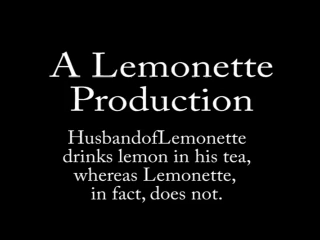 A Lemonette
Production
HusbandofLemonette
drinks lemon in his tea,
whereas Lemonette,
in fact, does not.